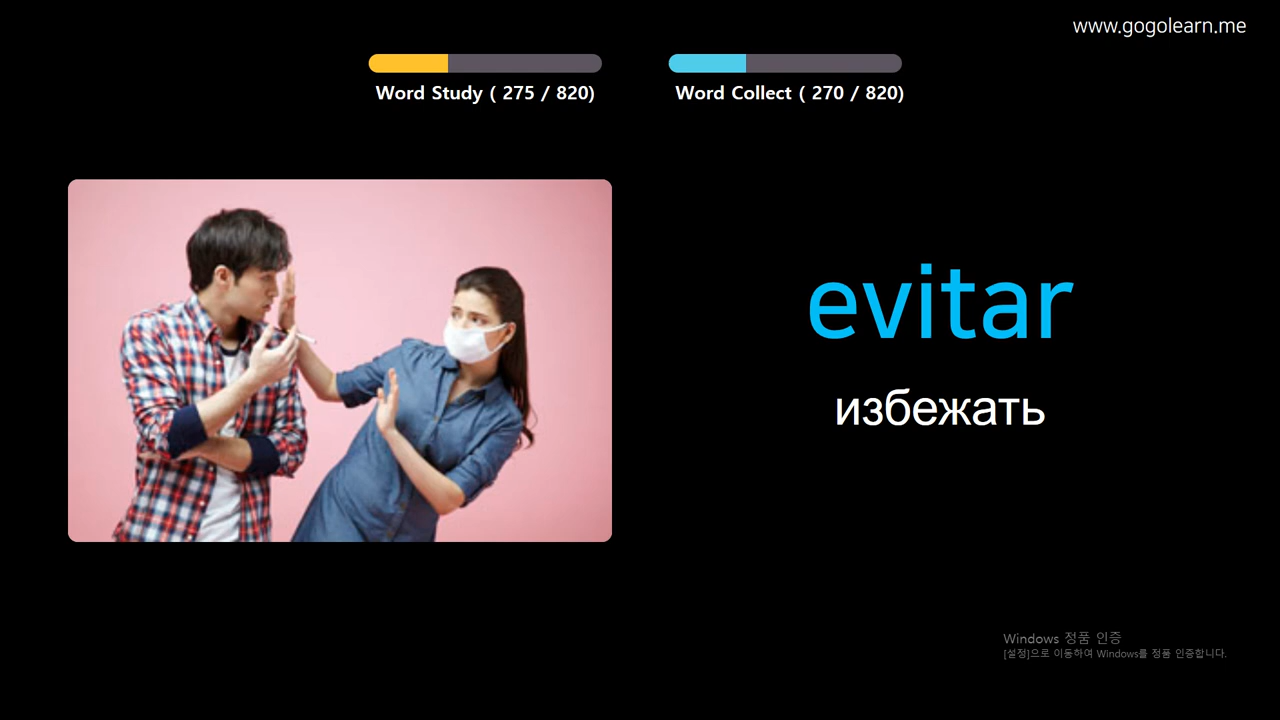 www.gogolearn.me
Word Study ( 275 / 820)
Word Collect ( 270 / 820)
evitar
избежать
Windows 정품 인증
[설정]으로 이동하여 Windows를 정품 인증합니다.